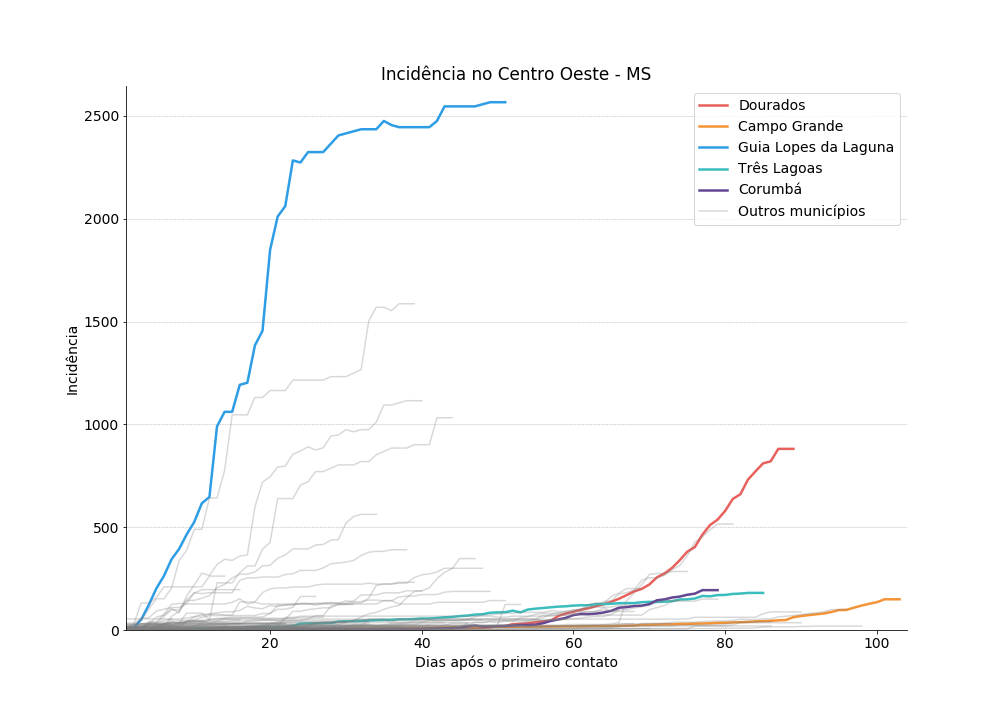 Incidência no Centro Oeste - MS
Dourados
Campo Grande
Guia Lopes da Laguna
Três Lagoas
Corumbá
Outros municípios
2500
2000
1500
1000
500
0
Incidência
20
40
60
80
100
Dias após o primeiro contato